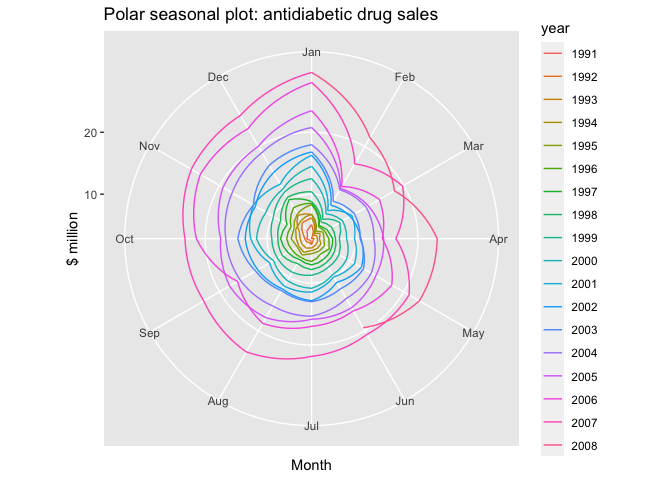 Polar seasonal plot: antidiabetic drug sales
Jan
Feb
Mar
Apr
May
Jun
Jul
Aug
Sep
Oct
Nov
Dec
20
10
$ million
Month
year
1991
1992
1993
1994
1995
1996
1997
1998
1999
2000
2001
2002
2003
2004
2005
2006
2007
2008